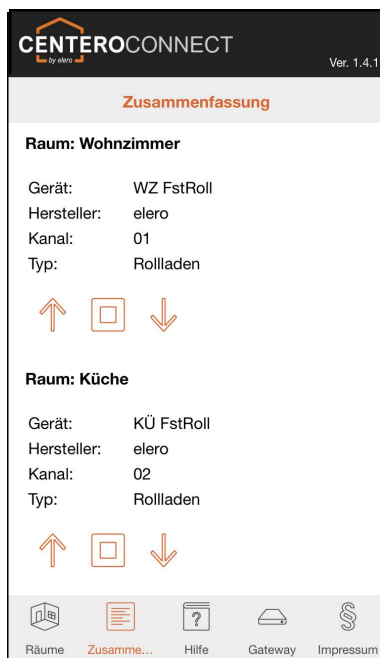 CENTEROCONNECT
by elero
Ver. 1.4.1
Zusammenfassung
Raum: Wohnzimmer
Gerät: WZ FstRoll
Hersteller: elero
Kanal: 01
Typ: Rollladen
Raum: Küche
Gerät: KÜ FstRoll
Hersteller: elero
Kanal: 02
Typ: Rollladen
?
§
Räume Zusamme... Hilfe Gateway Impressum